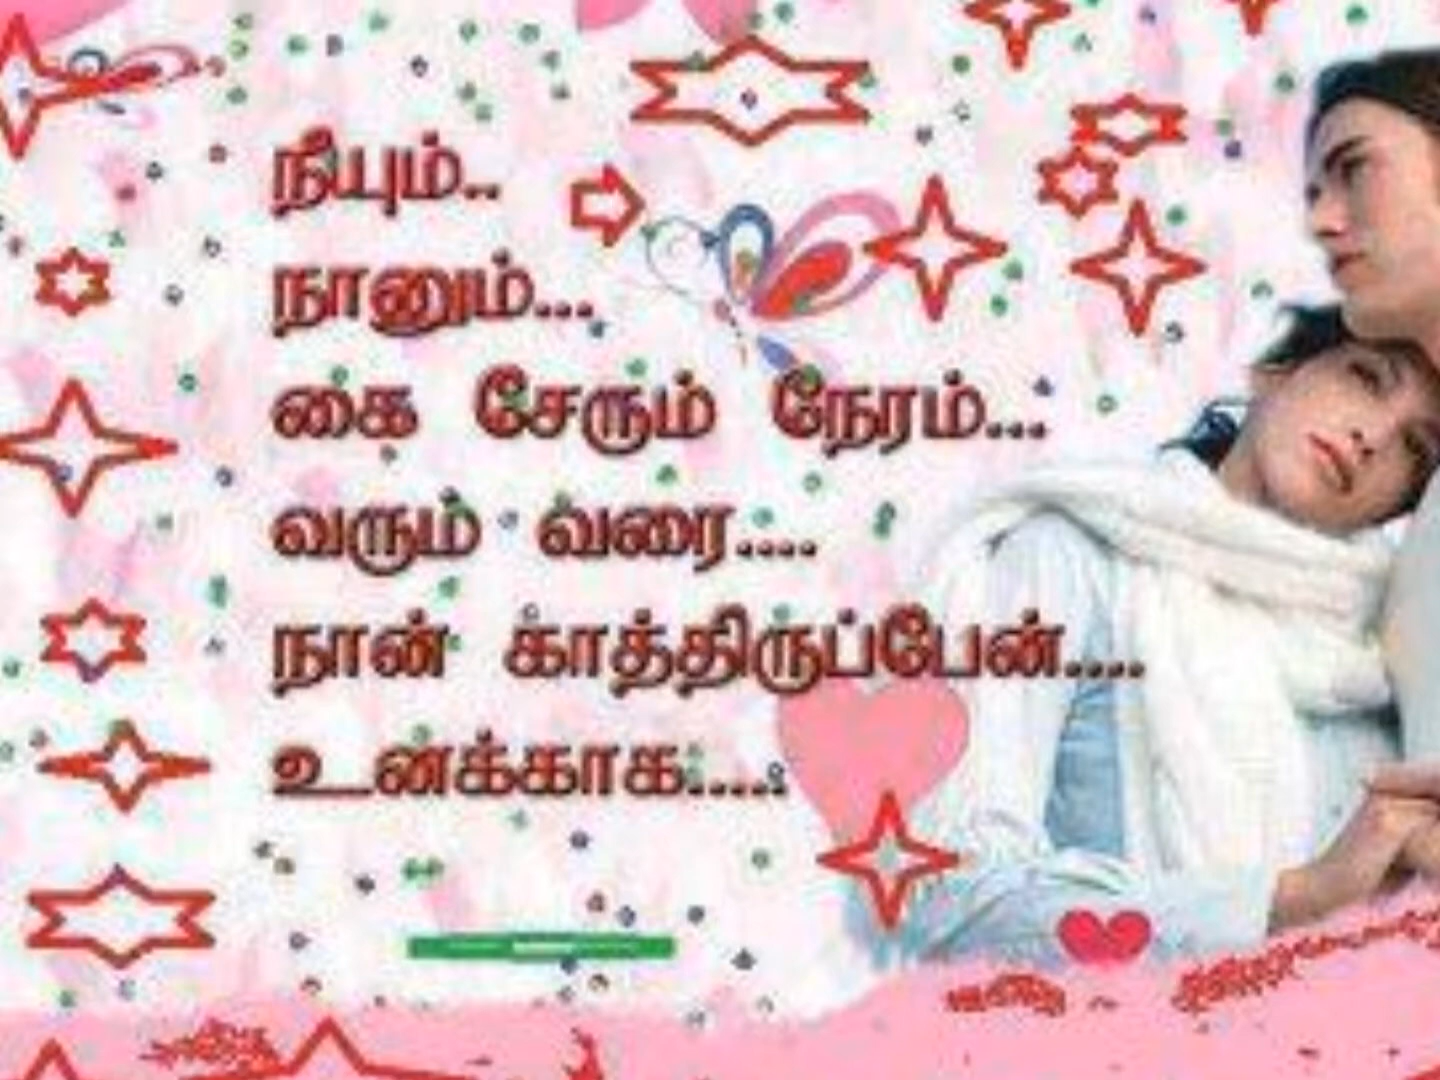 நீயும்..
நானும்...
கை சேரும் நேரம்...
வரும் வரை....
நான் காத்திருப்பேன்....
உனக்காக.....